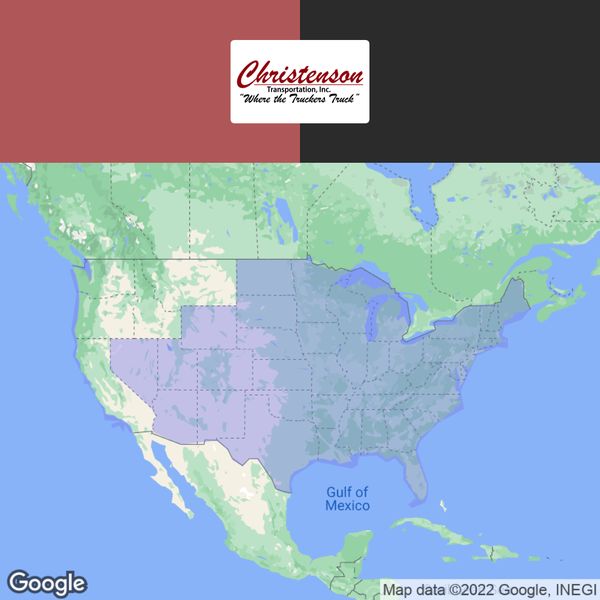 Christenson
Transportation, Inc.
"Where the Truckers Truck"
Gulf of
Mexico
Google
Map data ©2022 Google, INEGI